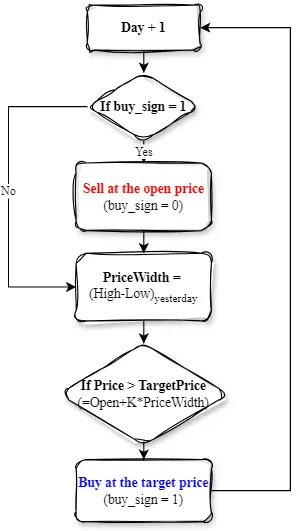 Day + 1
If buy_sign = 1
Yes
No
Sell at the open price
(buy_sign = 0)
PriceWidth =
(High-Low)yesterday
If Price > TargetPrice
(=Open+K*PriceWidth)
Buy at the target price
(buy_sign = 1)